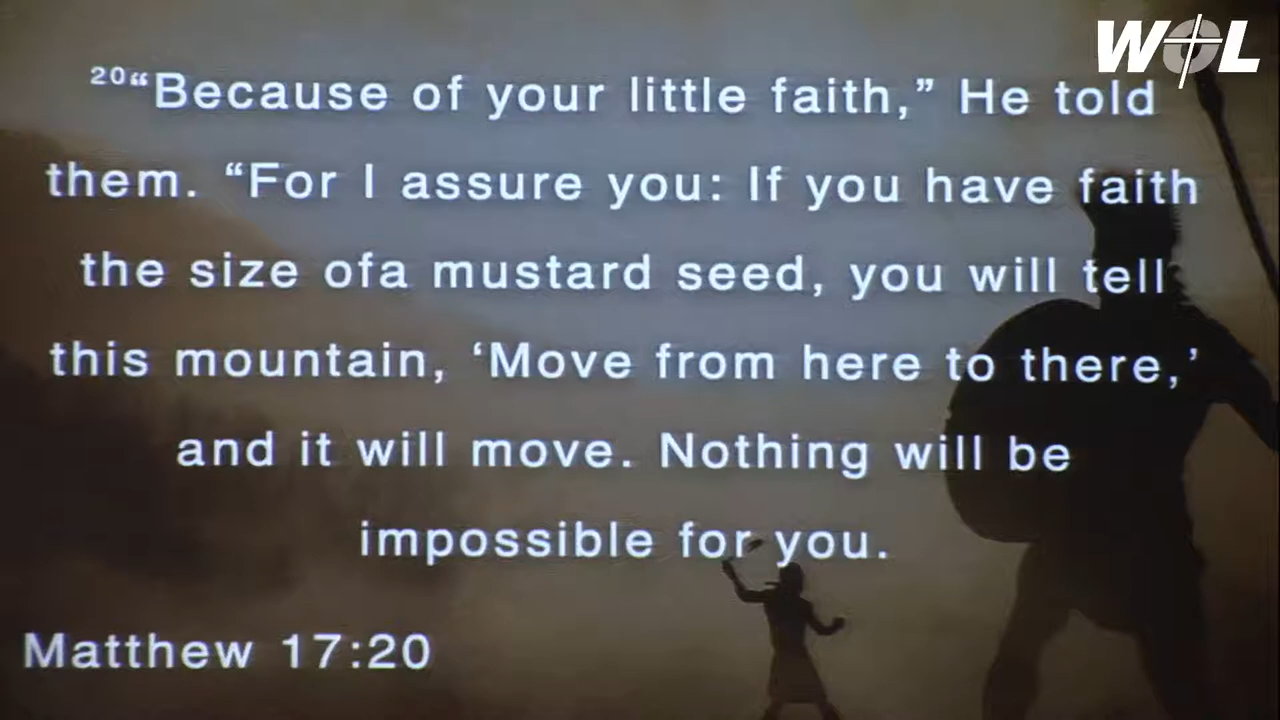 WOL
²⁰“Because of your little faith,” He told
them. “For I assure you: If you have faith
the size ofa mustard seed, you will tell
this mountain, ‘Move from here to there,’
and it will move. Nothing will be
impossible for you.
Matthew 17:20